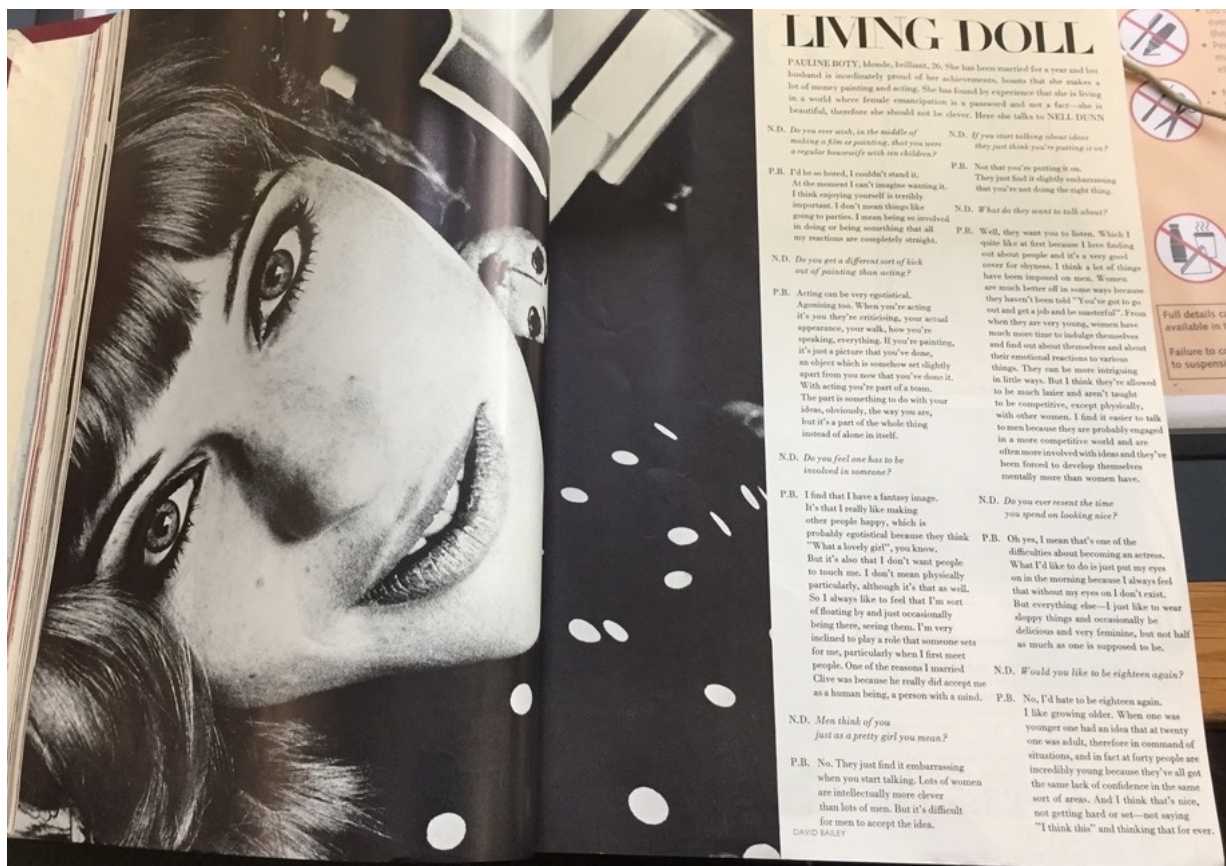 LIVING DOLL
PAULINE BOTY, blonde, brilliant, 26. She has been married for a year and her
husband is inordinately proud of her achievements, boasts that she makes a
lot of money painting and acting. She has found by experience that she is living
in a world where female emancipation is a password and not a fact—she is
beautiful, therefore she should not be clever. Here she talks to NELL DUNN
N.D. Do you ever wish, in the middle of
making a film or painting, that you were
a regular housewife with ten children?
P.B. I'd be so bored, I couldn't stand it.
At the moment I can't imagine wanting it.
I think enjoying yourself is terribly
important. I don't mean things like
going to parties. I mean being so involved
in doing or being something that all
my reactions are completely straight.
N.D. Do you get a different sort of kick
out of painting than acting?
P.B. Acting can be very egotistical.
Agonising too. When you're acting
it's you they're criticising, your actual
appearance, your walk, how you're
speaking, everything. If you're painting,
it's just a picture that you've done,
an object which is somehow set slightly
apart from you now that you've done it.
With acting you're part of a team.
The part is something to do with your
ideas, obviously, the way you are,
but it's a part of the whole thing
instead of alone in itself.
N.D. Do you feel one has to be
involved in someone?
P.B. I find that I have a fantasy image.
It's that I really like making
other people happy, which is
probably egotistical because they think
"What a lovely girl", you know.
But it's also that I don't want people
to touch me. I don't mean physically
particularly, although it's that as well.
So I always like to feel that I'm sort
of floating by and just occasionally
being there, seeing them. I'm very
inclined to play a role that someone sets
for me, particularly when I first meet
people. One of the reasons I married
Clive was because he really did accept me
as a human being, a person with a mind.
N.D. Men think of you
just as a pretty girl you mean?
P.B. No. They just find it embarrassing
when you start talking. Lots of women
are intellectually more clever
than lots of men. But it's difficult
for men to accept the idea.
DAVID BAILEY
N.D. If you start talking about ideas
they just think you're putting it on?
P.B. Not that you're putting it on.
They just find it slightly embarrassing
that you're not doing the right thing.
N.D. What do they want to talk about?
P.B. Well, they want you to listen. Which I
quite like at first because I love finding
out about people and it's a very good
cover for shyness. I think a lot of things
have been imposed on men. Women
are much better off in some ways because
they haven't been told "You've got to go
out and get a job and be masterful". From
when they are very young, women have
much more time to indulge themselves
and find out about themselves and about
their emotional reactions to various
things. They can be more intriguing
in little ways. But I think they're allowed
to be much lazier and aren't taught
to be competitive, except physically,
with other women. I find it easier to talk
to men because they are probably engaged
in a more competitive world and are
often more involved with ideas and they've
been forced to develop themselves
mentally more than women have.
N.D. Do you ever resent the time
you spend on looking nice?
P.B. Oh yes, I mean that's one of the
difficulties about becoming an actress.
What I'd like to do is just put my eyes
on in the morning because I always feel
that without my eyes on I don't exist.
But everything else—I just like to wear
sloppy things and occasionally be
delicious and very feminine, but not half
as much as one is supposed to be.
N.D. Would you like to be eighteen again?
P.B. No, I'd hate to be eighteen again.
I like growing older. When one was
younger one had an idea that at twenty
one was adult, therefore in command of
situations, and in fact at forty people are
incredibly young because they've all got
the same lack of confidence in the same
sort of areas. And I think that's nice,
not getting hard or set—not saying
"I think this" and thinking that for ever.
Full details
available in
Failure to
to